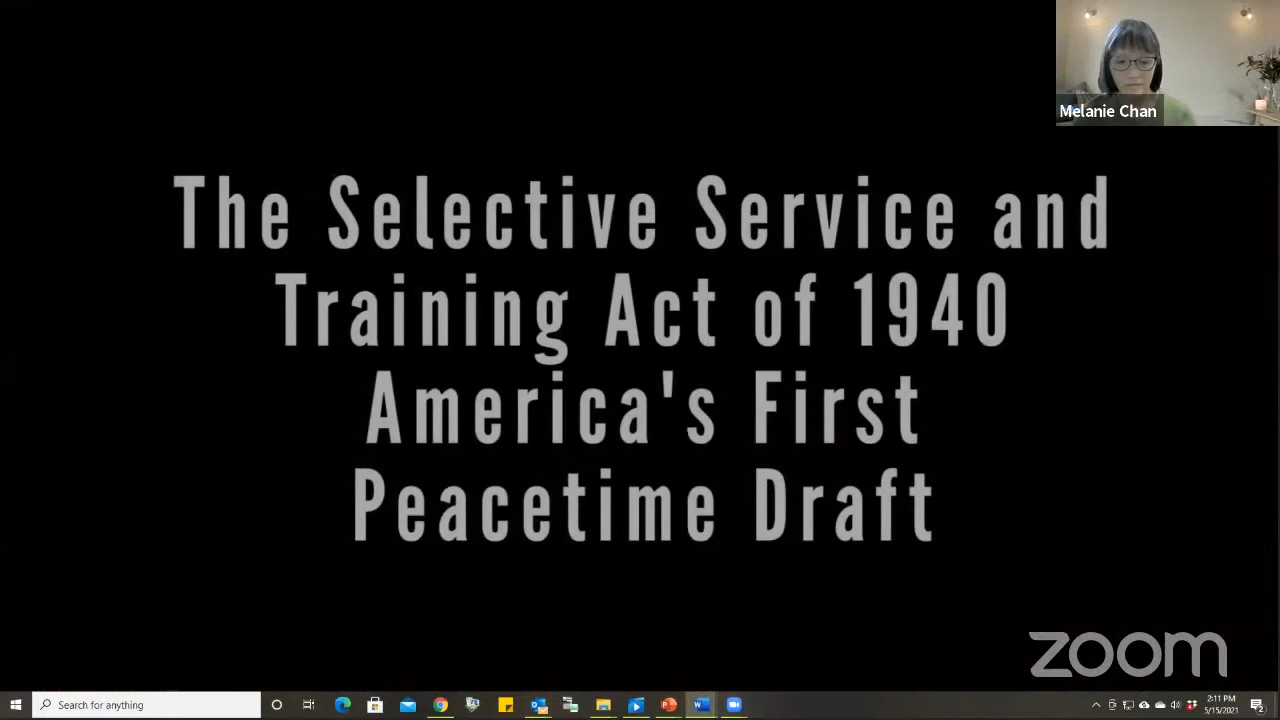 Melanie Chan
The Selective Service and
Training Act of 1940
America's First
Peacetime Draft
zoom
Search for anything
2:11 PM
5/15/2021
2